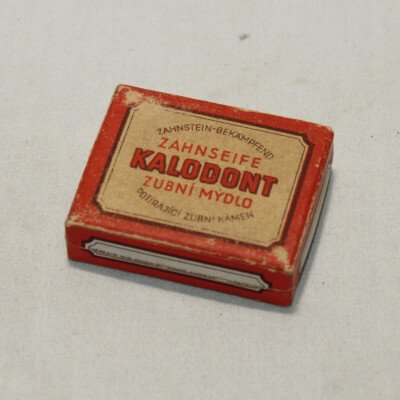 ZAHNSTEIN-BEKÄMPFEND
ZAHNSEIFE
KALODONT
ZUBNÍ MÝDLO
POTÍRAJÍCÍ ZUBNÍ KÁMEN